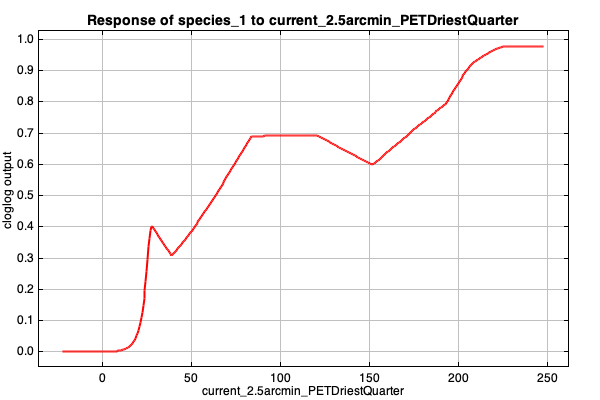 Response of species_1 to current_2.5arcmin_PETDriestQuarter
1.0
0.9
0.8
0.7
0.6
0.5
0.4
0.3
0.2
0.1
0.0
cloglog output
0 50 100 150 200 250
current_2.5arcmin_PETDriestQuarter